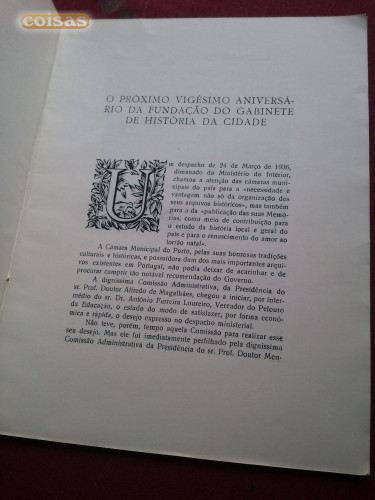 coisas
O PRÓXIMO VIGÉSIMO ANIVERSÁ-
RIO DA FUNDAÇÃO DO GABINETE
DE HISTÓRIA DA CIDADE
Um despacho de 24 de Março de 1936,
dimanado do Ministério do Interior,
chamou a atenção das câmaras muni-
cipais do país para a «necessidade e
vantagem não só da organização dos
seus arquivos históricos», mas também
para a da «publicação das suas Memó-
rias, como meio de contribuição para
o estudo da história local e geral do
país e para o renascimento do amor ao
torrão natal».
A Câmara Municipal do Porto, pelas suas honrosas tradições
culturais e históricas, e possuidora dum dos mais importantes arqui-
vos existentes em Portugal, não podia deixar de acarinhar e de
procurar cumprir tão notável recomendação do Governo.
A digníssima Comissão Administrativa, da Presidência do
sr. Prof. Doutor Alfredo de Magalhães, chegou a iniciar, por inter-
médio do sr. Dr. António Ferreira Loureiro, Vereador do Pelouro
da Educação, o estado do modo de satisfazer, por forma econó-
mica e rápida, o desejo expresso no despacho ministerial.
Não teve, porém, tempo aquela Comissão para realizar esse
seu desejo. Mas ele foi imediatamente perfilhado pela digníssima
Comissão Administrativa da Presidência do sr. Prof. Doutor Men-